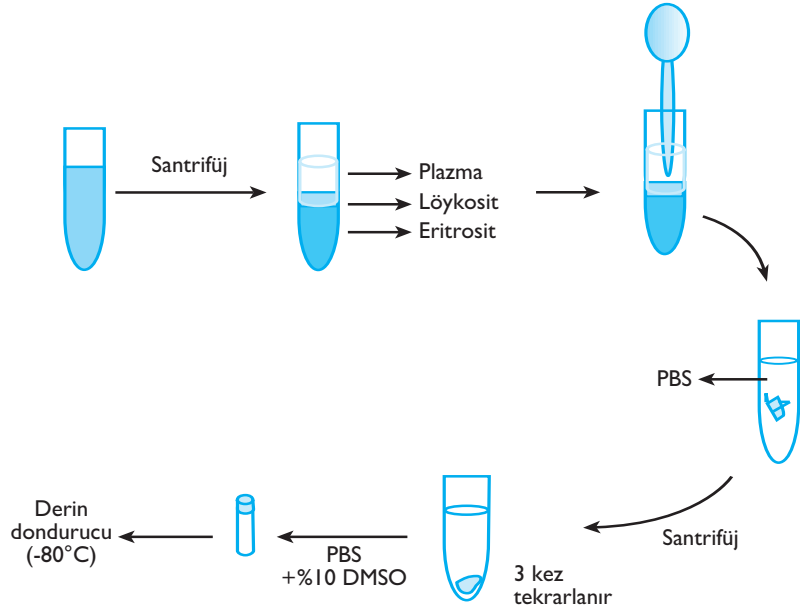 Santrifüj
Plazma
Löykosit
Eritrosit
PBS
Santrifüj
3 kez
tekrarlanır
PBS
+%10 DMSO
Derin
dondurucu
(-80°C)